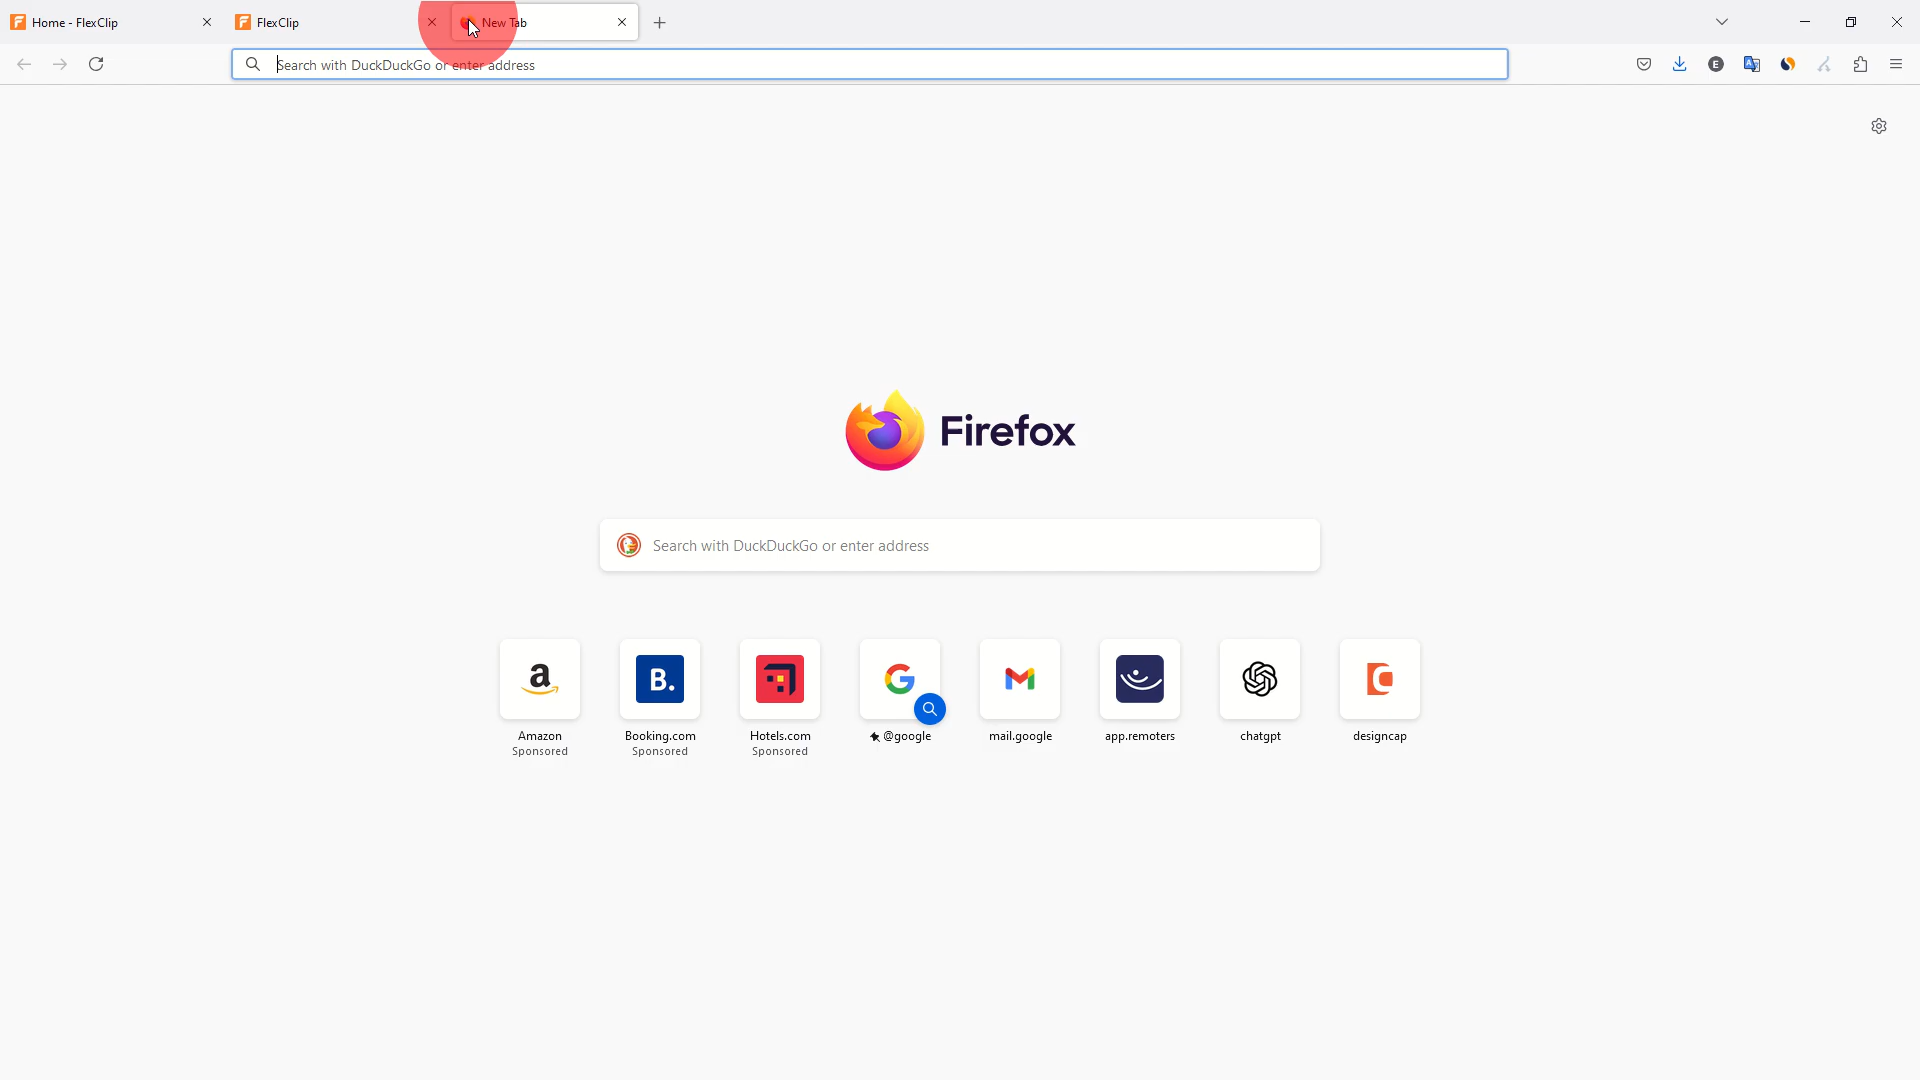 Home - FlexClip
FlexClip
New Tab
Search with DuckDuckGo or enter address
E
Firefox
Search with DuckDuckGo or enter address
a
B.
G
Amazon
Sponsored
Booking.com
Sponsored
Hotels.com
Sponsored
@google
mail.google
app.remoters
chatgpt
designcap